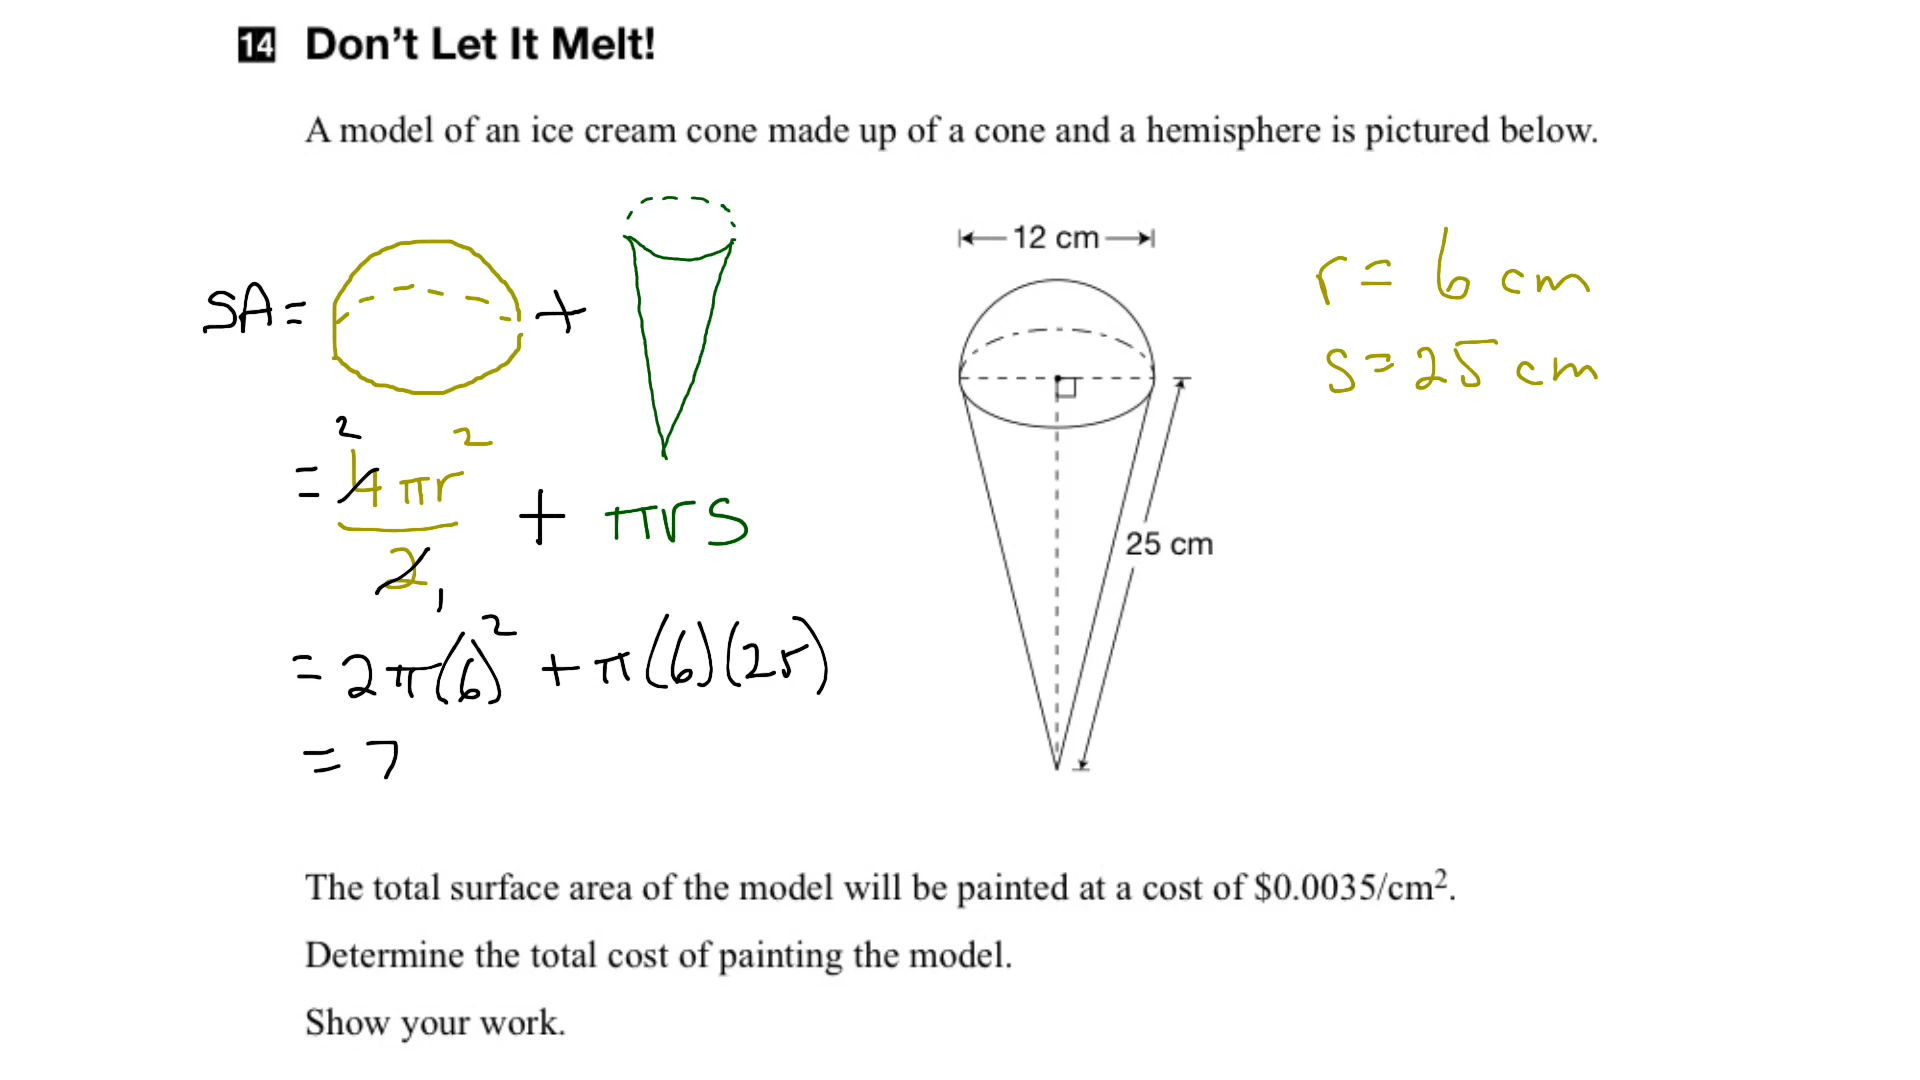 14 Don't Let It Melt!
A model of an ice cream cone made up of a cone and a hemisphere is pictured below.
12 cm
r = 6 cm
SA = +
s = 25 cm
= 4πr² / 2 + πrs
2
1
25 cm
= 2π(6)² + π(6)(25)
= 7
The total surface area of the model will be painted at a cost of $0.0035/cm².
Determine the total cost of painting the model.
Show your work.